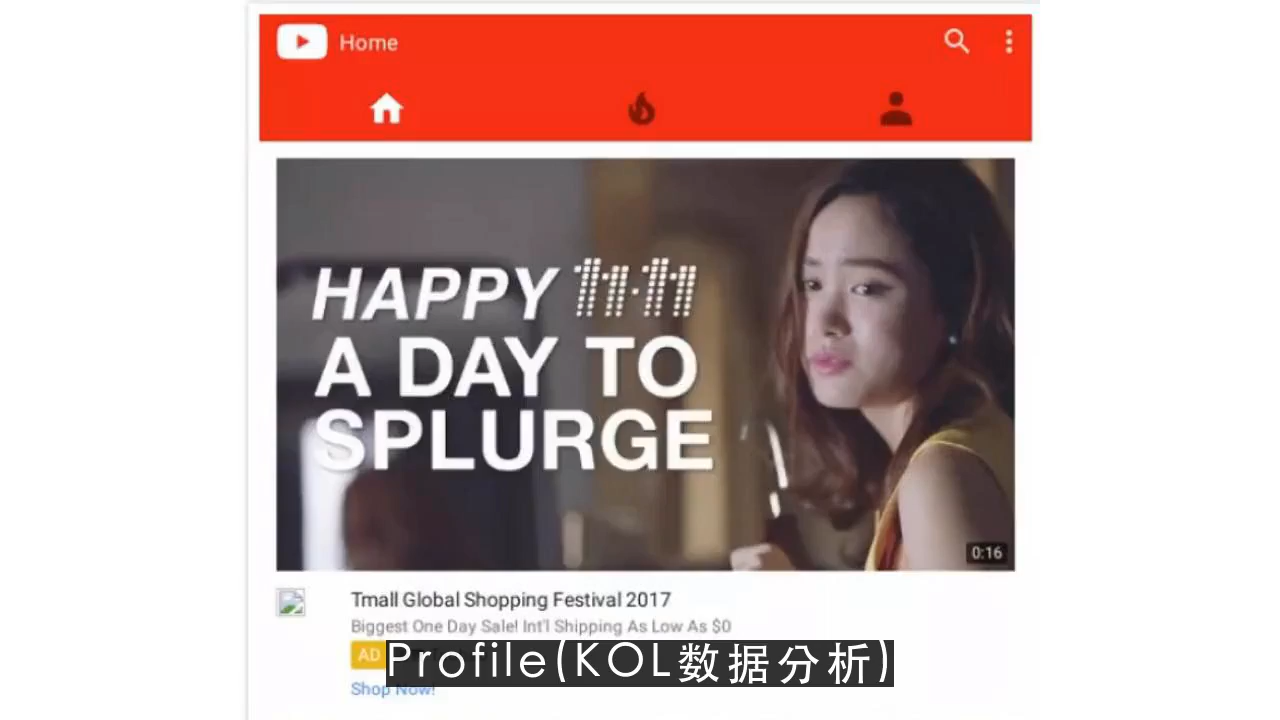 Home
HAPPY 11·11
A DAY TO
SPLURGE
0:16
Tmall Global Shopping Festival 2017
Biggest One Day Sale! Int'l Shipping As Low As $0
AD
Profile(KOL数据分析)
Shop Now!